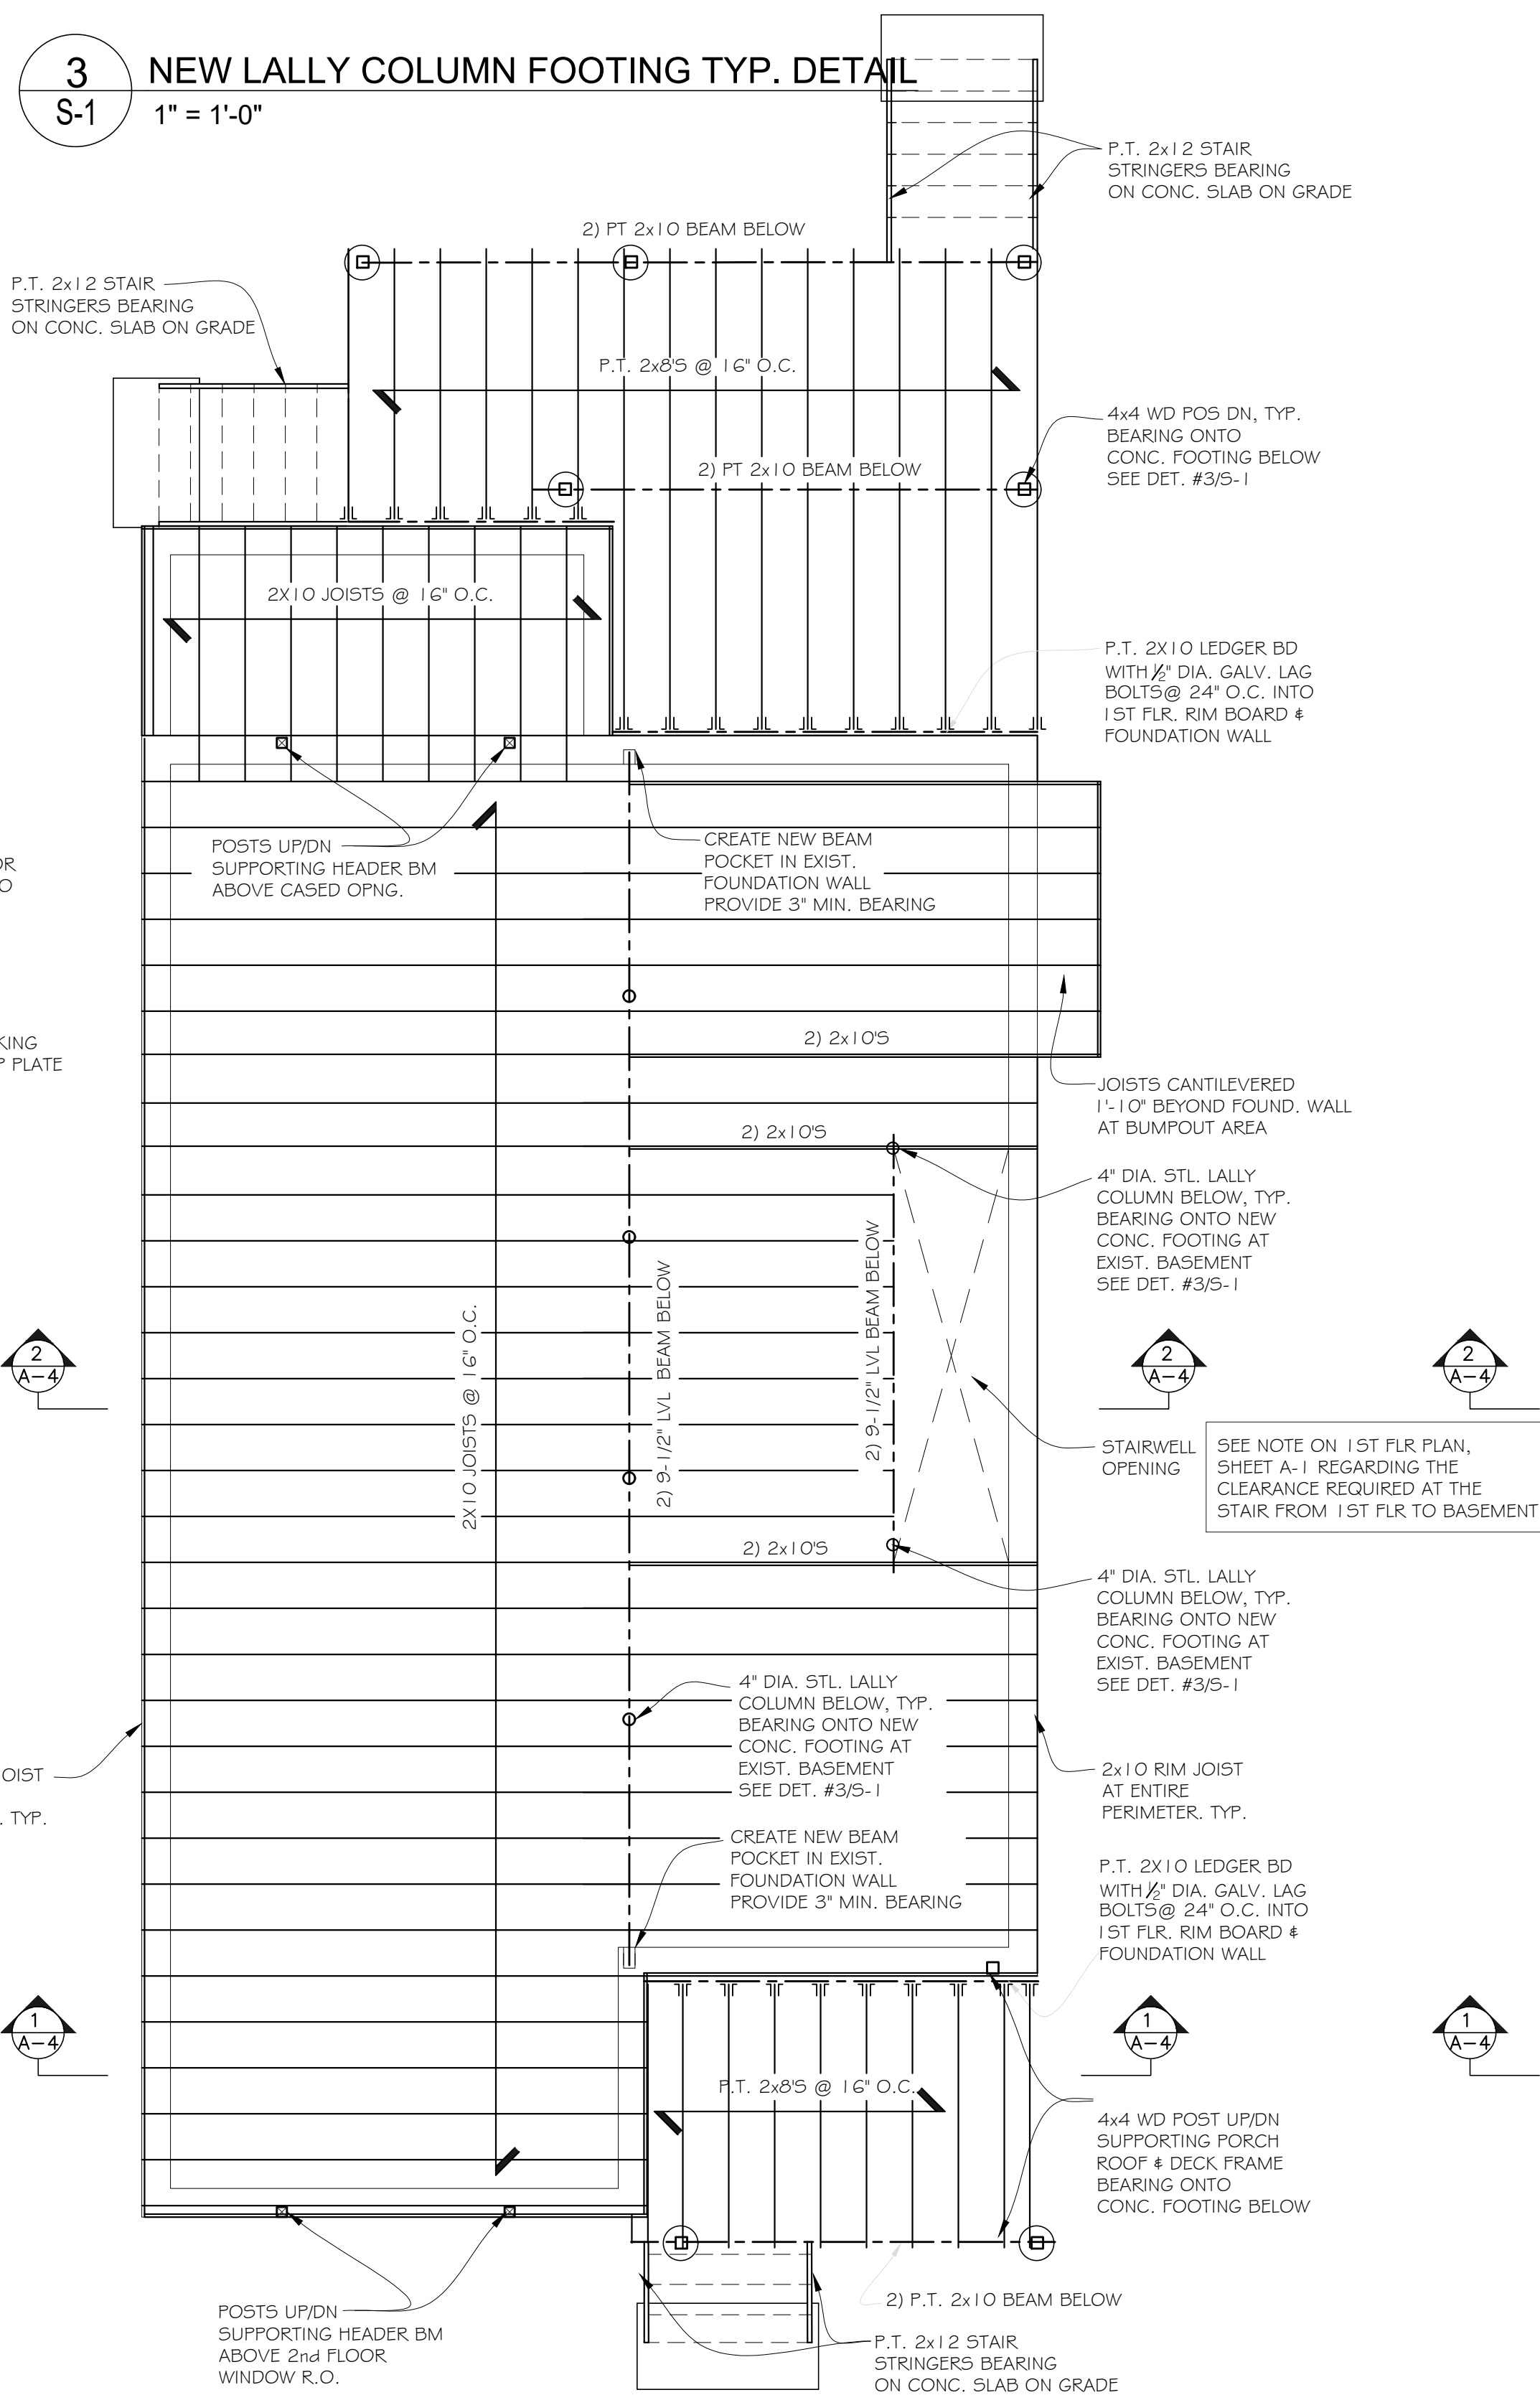 3
S-1
NEW LALLY COLUMN FOOTING TYP. DETAIL
1" = 1'-0"
P.T. 2x12 STAIR
STRINGERS BEARING
ON CONC. SLAB ON GRADE
2) PT 2x10 BEAM BELOW
P.T. 2x12 STAIR
STRINGERS BEARING
ON CONC. SLAB ON GRADE
P.T. 2x8'S @ 16" O.C.
4x4 WD POS DN, TYP.
BEARING ONTO
CONC. FOOTING BELOW
SEE DET. #3/S-1
2) PT 2x10 BEAM BELOW
2X10 JOISTS @ 16" O.C.
P.T. 2X10 LEDGER BD
WITH 1/2" DIA. GALV. LAG
BOLTS@ 24" O.C. INTO
1ST FLR. RIM BOARD &
FOUNDATION WALL
POSTS UP/DN
SUPPORTING HEADER BM
ABOVE CASED OPNG.
CREATE NEW BEAM
POCKET IN EXIST.
FOUNDATION WALL
PROVIDE 3" MIN. BEARING
OR
O
KING
P PLATE
2) 2x10'S
JOISTS CANTILEVERED
1'-10" BEYOND FOUND. WALL
AT BUMPOUT AREA
2) 2x10'S
4" DIA. STL. LALLY
COLUMN BELOW, TYP.
BEARING ONTO NEW
CONC. FOOTING AT
EXIST. BASEMENT
SEE DET. #3/S-1
2X10 JOISTS @ 16" O.C.
2) 9-1/2" LVL BEAM BELOW
2) 9-1/2" LVL BEAM BELOW
2
A-4
2
A-4
2
A-4
STAIRWELL
OPENING
SEE NOTE ON 1ST FLR PLAN,
SHEET A-1 REGARDING THE
CLEARANCE REQUIRED AT THE
STAIR FROM 1ST FLR TO BASEMENT
2) 2x10'S
4" DIA. STL. LALLY
COLUMN BELOW, TYP.
BEARING ONTO NEW
CONC. FOOTING AT
EXIST. BASEMENT
SEE DET. #3/S-1
4" DIA. STL. LALLY
COLUMN BELOW, TYP.
BEARING ONTO NEW
CONC. FOOTING AT
EXIST. BASEMENT
SEE DET. #3/S-1
OIST
. TYP.
2x10 RIM JOIST
AT ENTIRE
PERIMETER. TYP.
CREATE NEW BEAM
POCKET IN EXIST.
FOUNDATION WALL
PROVIDE 3" MIN. BEARING
P.T. 2X10 LEDGER BD
WITH 1/2" DIA. GALV. LAG
BOLTS@ 24" O.C. INTO
1ST FLR. RIM BOARD &
FOUNDATION WALL
1
A-4
1
A-4
1
A-4
P.T. 2x8'S @ 16" O.C.
4x4 WD POST UP/DN
SUPPORTING PORCH
ROOF & DECK FRAME
BEARING ONTO
CONC. FOOTING BELOW
POSTS UP/DN
SUPPORTING HEADER BM
ABOVE 2nd FLOOR
WINDOW R.O.
2) P.T. 2x10 BEAM BELOW
P.T. 2x12 STAIR
STRINGERS BEARING
ON CONC. SLAB ON GRADE